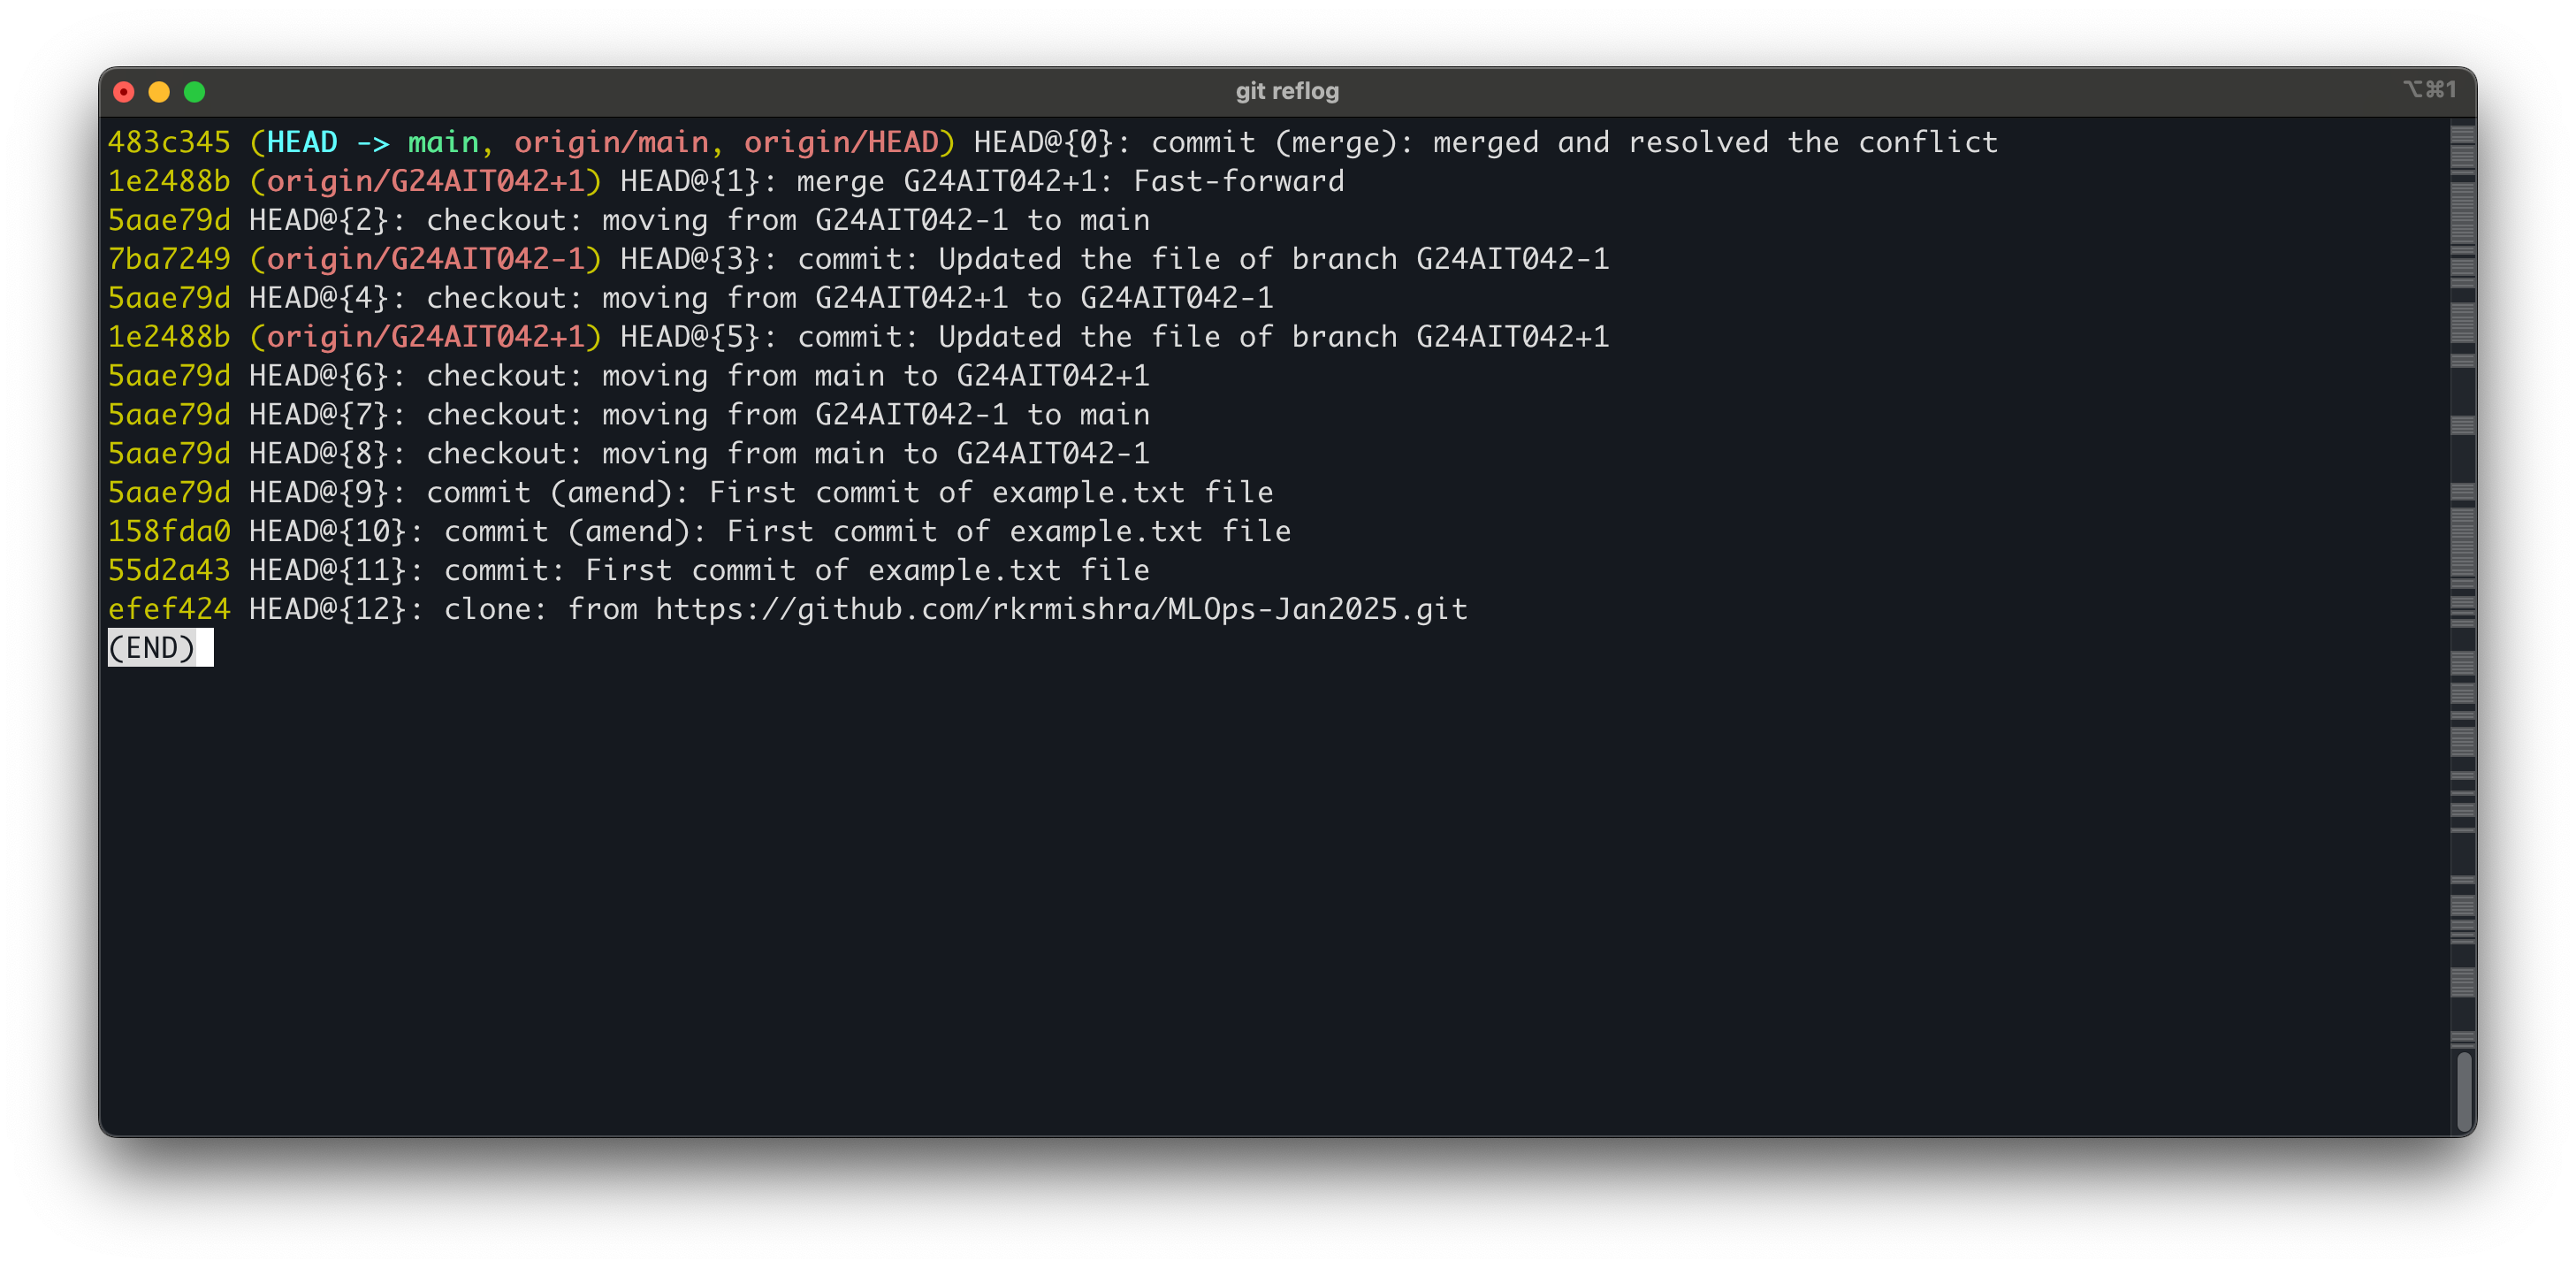 git reflog
⌥⌘1
483c345 (HEAD -> main, origin/main, origin/HEAD) HEAD@{0}: commit (merge): merged and resolved the conflict
1e2488b (origin/G24AIT042+1) HEAD@{1}: merge G24AIT042+1: Fast-forward
5aae79d HEAD@{2}: checkout: moving from G24AIT042-1 to main
7ba7249 (origin/G24AIT042-1) HEAD@{3}: commit: Updated the file of branch G24AIT042-1
5aae79d HEAD@{4}: checkout: moving from G24AIT042+1 to G24AIT042-1
1e2488b (origin/G24AIT042+1) HEAD@{5}: commit: Updated the file of branch G24AIT042+1
5aae79d HEAD@{6}: checkout: moving from main to G24AIT042+1
5aae79d HEAD@{7}: checkout: moving from G24AIT042-1 to main
5aae79d HEAD@{8}: checkout: moving from main to G24AIT042-1
5aae79d HEAD@{9}: commit (amend): First commit of example.txt file
158fda0 HEAD@{10}: commit (amend): First commit of example.txt file
55d2a43 HEAD@{11}: commit: First commit of example.txt file
efef424 HEAD@{12}: clone: from https://github.com/rkrmishra/MLOps-Jan2025.git
(END)